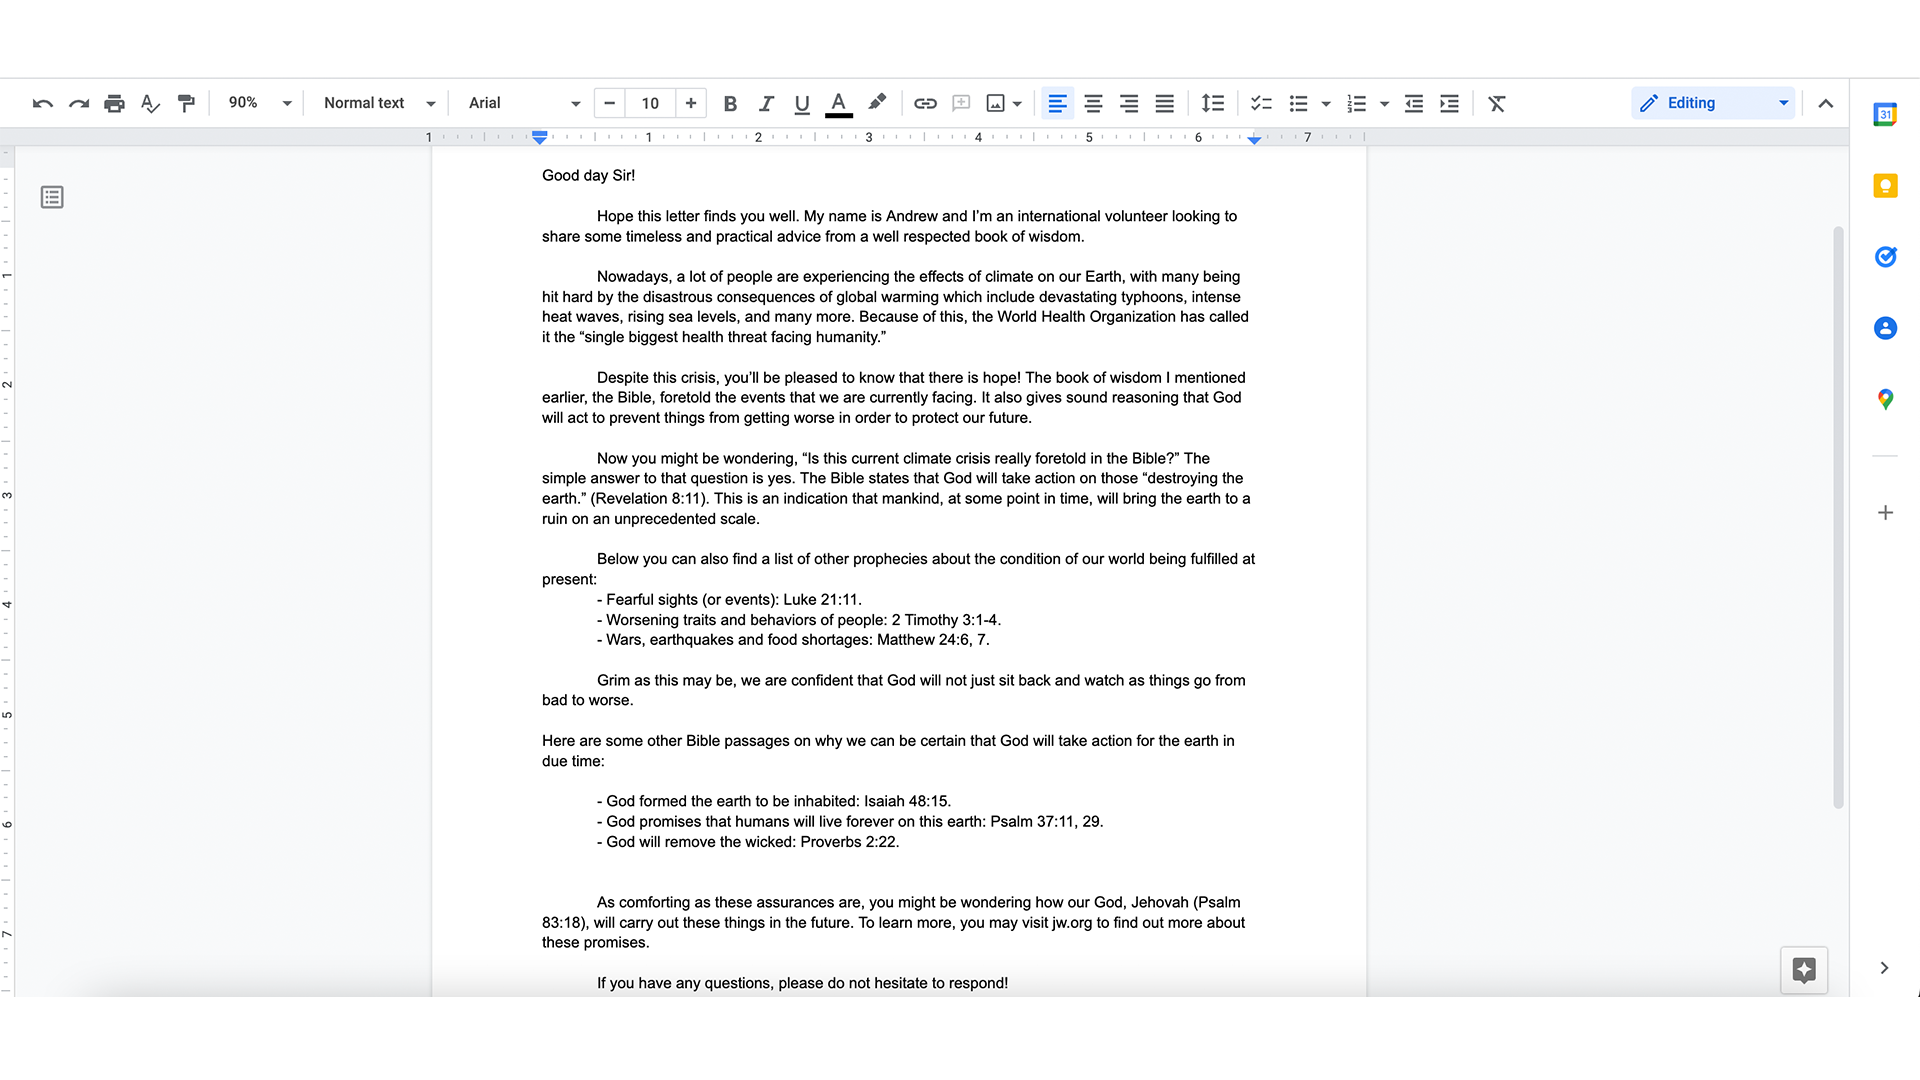 90%
Normal text
Arial
10
B
I
U
A
Editing
31
1
1
2
3
4
5
6
7
1
2
3
4
5
6
7
Good day Sir!
Hope this letter finds you well. My name is Andrew and I’m an international volunteer looking to
share some timeless and practical advice from a well respected book of wisdom.
Nowadays, a lot of people are experiencing the effects of climate on our Earth, with many being
hit hard by the disastrous consequences of global warming which include devastating typhoons, intense
heat waves, rising sea levels, and many more. Because of this, the World Health Organization has called
it the “single biggest health threat facing humanity.”
Despite this crisis, you’ll be pleased to know that there is hope! The book of wisdom I mentioned
earlier, the Bible, foretold the events that we are currently facing. It also gives sound reasoning that God
will act to prevent things from getting worse in order to protect our future.
Now you might be wondering, “Is this current climate crisis really foretold in the Bible?” The
simple answer to that question is yes. The Bible states that God will take action on those “destroying the
earth.” (Revelation 8:11). This is an indication that mankind, at some point in time, will bring the earth to a
ruin on an unprecedented scale.
Below you can also find a list of other prophecies about the condition of our world being fulfilled at
present:
- Fearful sights (or events): Luke 21:11.
- Worsening traits and behaviors of people: 2 Timothy 3:1-4.
- Wars, earthquakes and food shortages: Matthew 24:6, 7.
Grim as this may be, we are confident that God will not just sit back and watch as things go from
bad to worse.
Here are some other Bible passages on why we can be certain that God will take action for the earth in
due time:
- God formed the earth to be inhabited: Isaiah 48:15.
- God promises that humans will live forever on this earth: Psalm 37:11, 29.
- God will remove the wicked: Proverbs 2:22.
As comforting as these assurances are, you might be wondering how our God, Jehovah (Psalm
83:18), will carry out these things in the future. To learn more, you may visit jw.org to find out more about
these promises.
If you have any questions, please do not hesitate to respond!